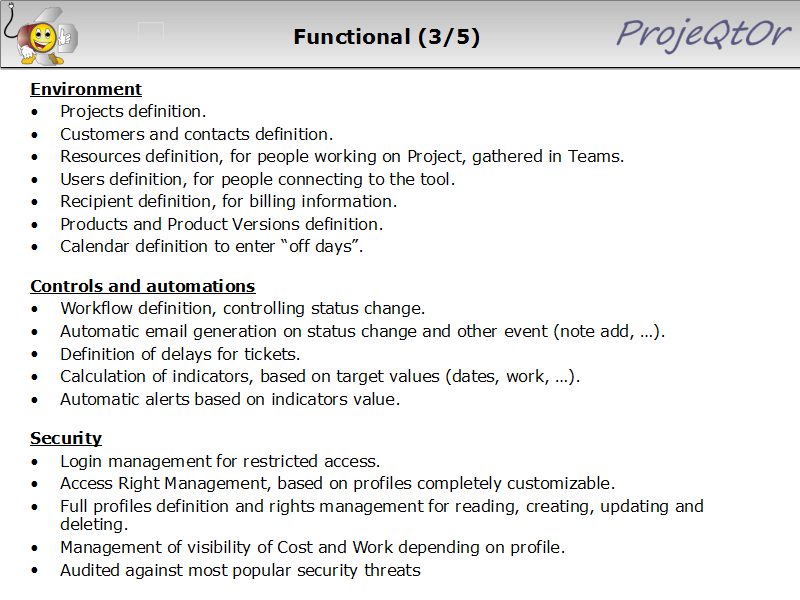 Functional (3/5)
ProjeQtOr
Environment
• Projects definition.
• Customers and contacts definition.
• Resources definition, for people working on Project, gathered in Teams.
• Users definition, for people connecting to the tool.
• Recipient definition, for billing information.
• Products and Product Versions definition.
• Calendar definition to enter “off days”.
Controls and automations
• Workflow definition, controlling status change.
• Automatic email generation on status change and other event (note add, …).
• Definition of delays for tickets.
• Calculation of indicators, based on target values (dates, work, …).
• Automatic alerts based on indicators value.
Security
• Login management for restricted access.
• Access Right Management, based on profiles completely customizable.
• Full profiles definition and rights management for reading, creating, updating and
deleting.
• Management of visibility of Cost and Work depending on profile.
• Audited against most popular security threats